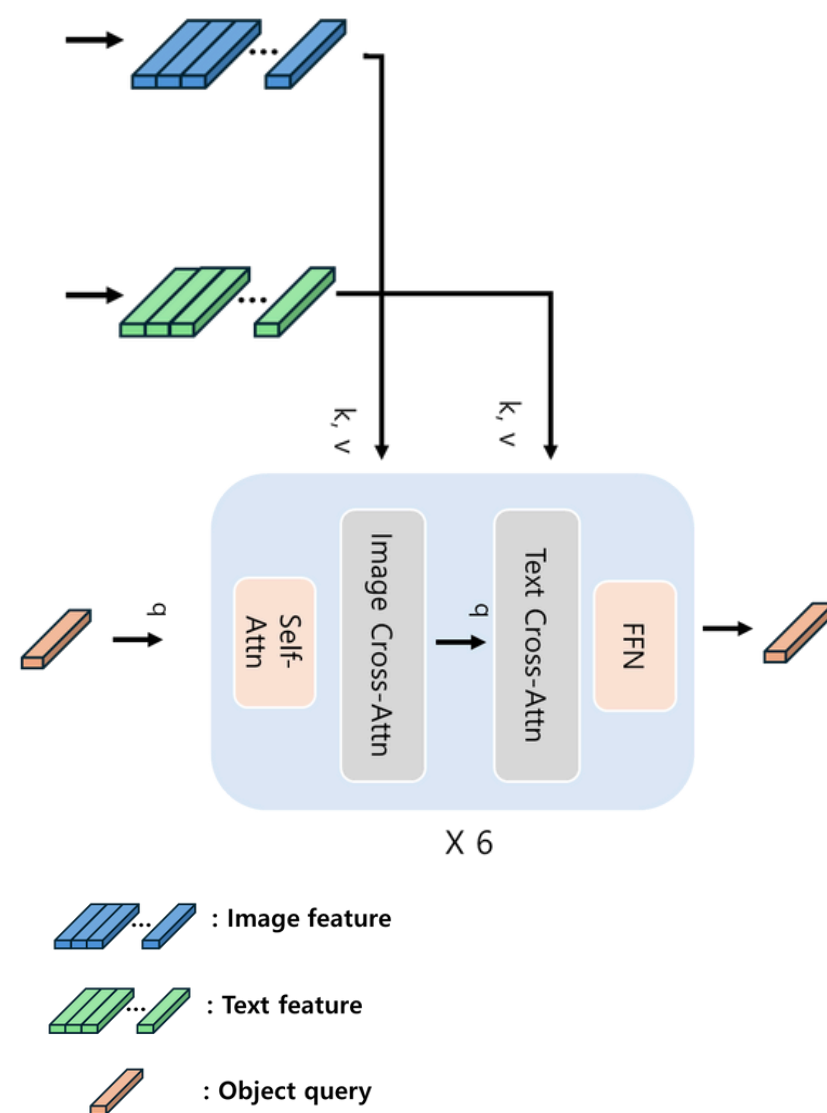 k, v
k, v
q
Self-
Attn
Image Cross-Attn
q
Text Cross-Attn
FFN
X 6
: Image feature
: Text feature
: Object query